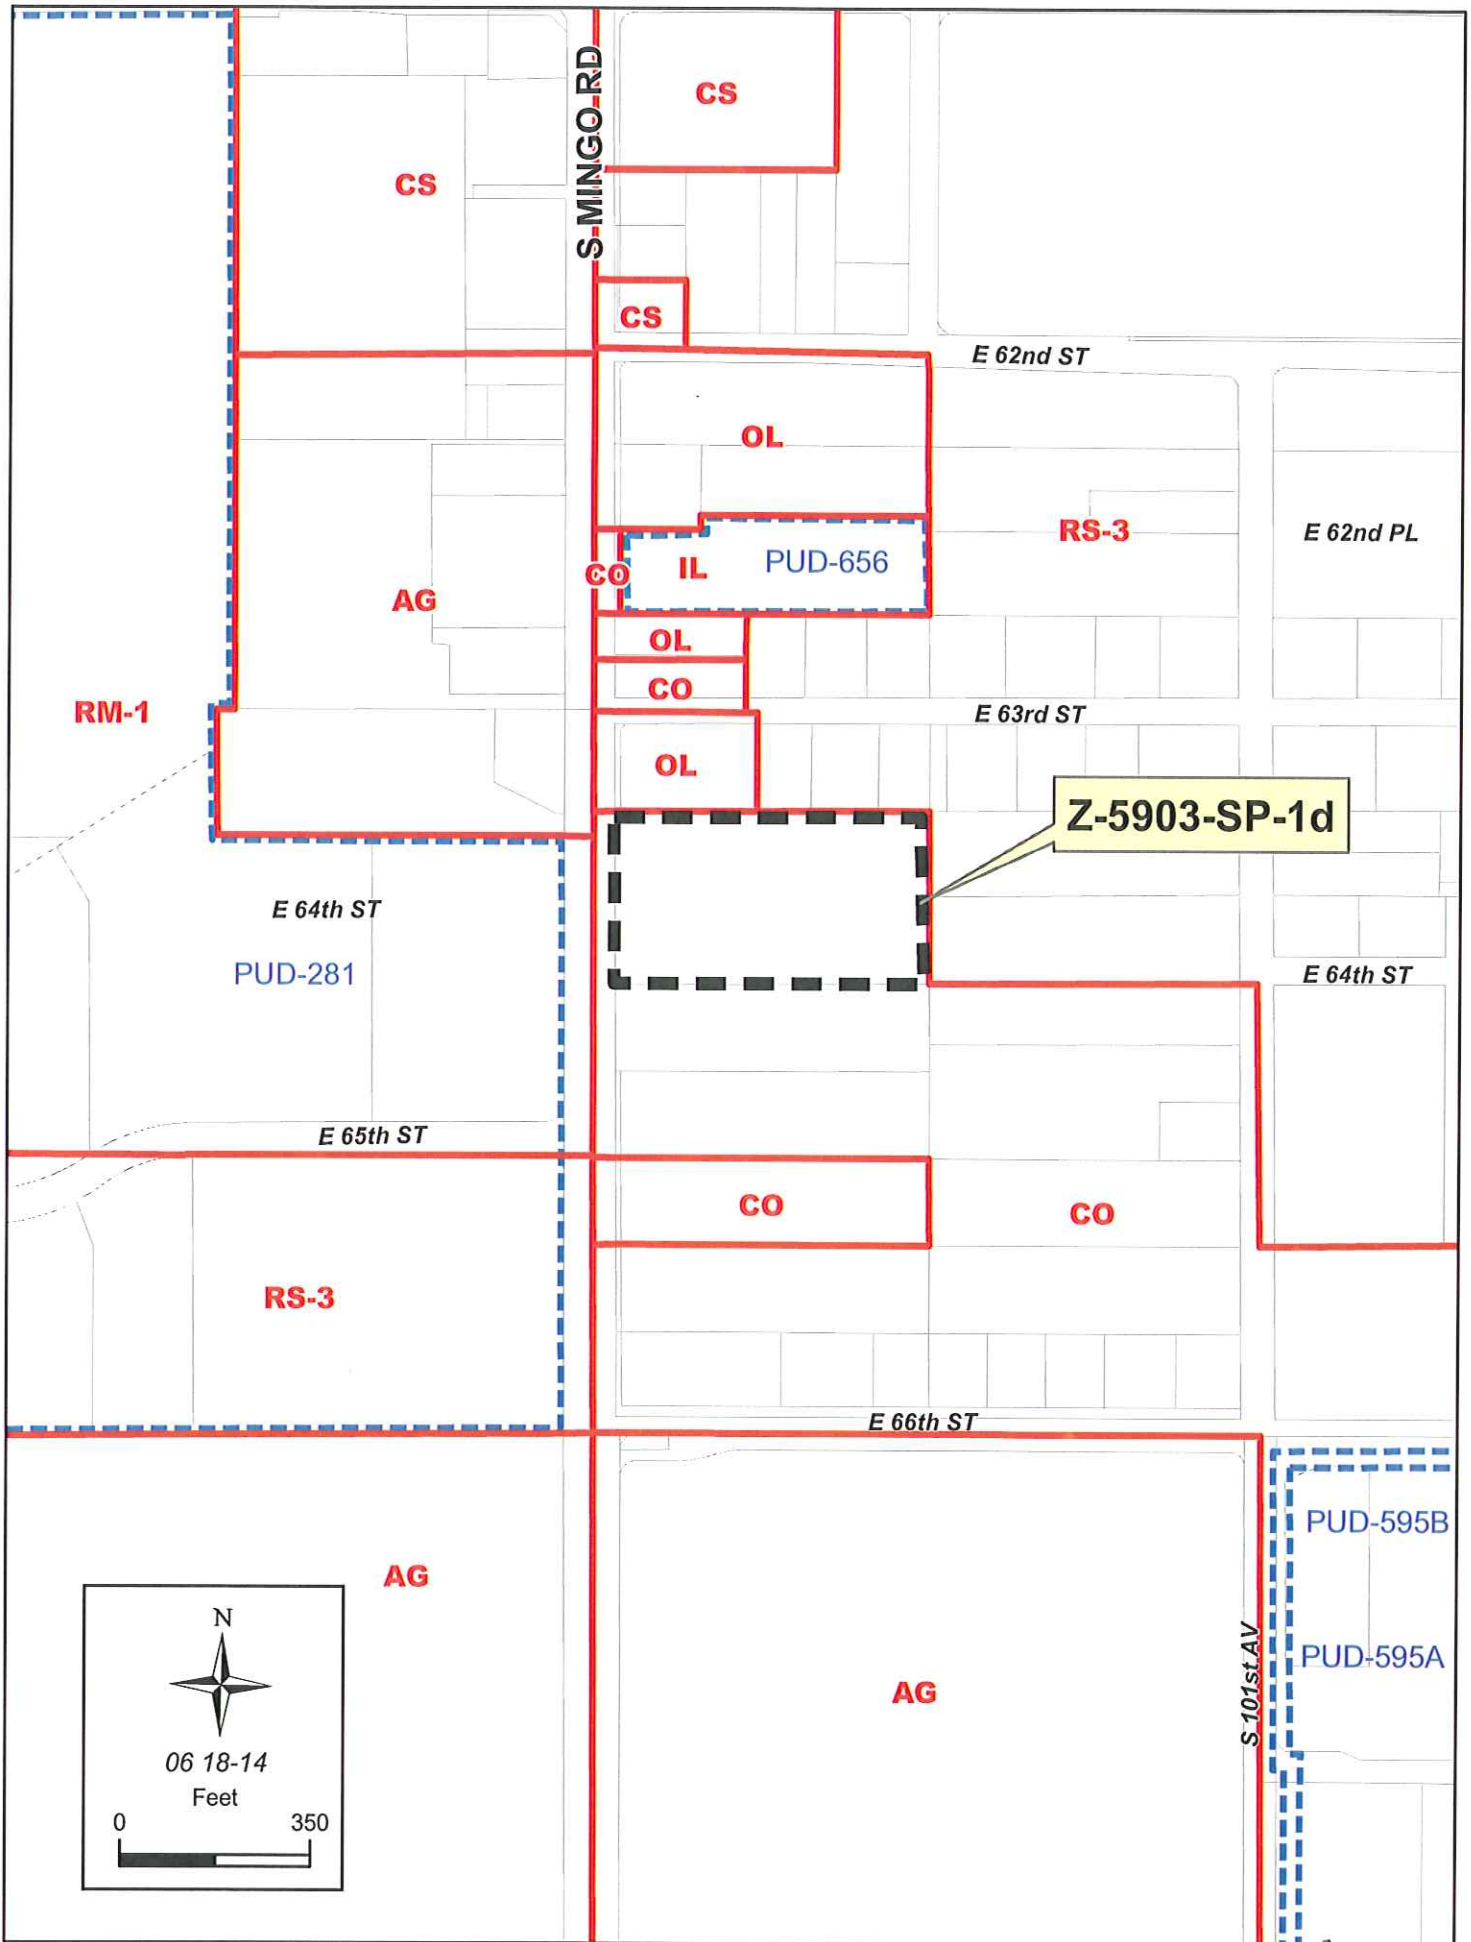 S MINGO RD
CS
CS
CS
E 62nd ST
OL
RS-3
E 62nd PL
CO
IL
PUD-656
AG
OL
CO
RM-1
E 63rd ST
OL
Z-5903-SP-1d
E 64th ST
PUD-281
E 64th ST
E 65th ST
CO
CO
RS-3
E 66th ST
PUD-595B
AG
PUD-595A
S 101st AV
AG
N
06 18-14
Feet
0 350